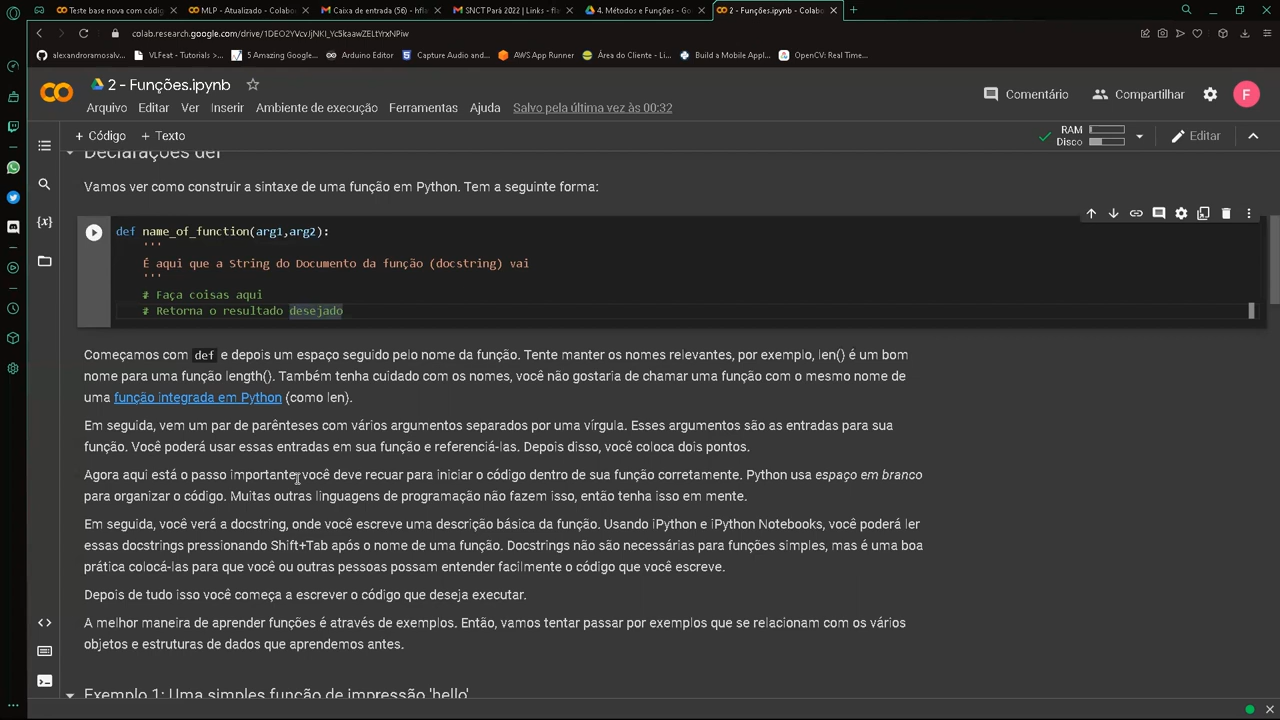 Teste base nova com códig
MLP - Atualizado - Colabo
Caixa de entrada (56) - hfla
SNCT Pará 2022 | Links - fla
4. Métodos e Funções - Go
2 - Funções.ipynb - Colabo
colab.research.google.com/drive/
alexandroramosalv...
VLFeat - Tutorials >...
5 Amazing Google...
Arduino Editor
Capture Audio and...
AWS App Runner
Área do Cliente - Li...
Build a Mobile Appl...
OpenCV: Real Time...
2 - Funções.ipynb
Comentário
Compartilhar
F
Arquivo Editar Ver Inserir Ambiente de execução Ferramentas Ajuda Salvo pela última vez às 00:32
+ Código + Texto
RAM
Disco
Editar
Declarações def
Vamos ver como construir a sintaxe de uma função em Python. Tem a seguinte forma:
def name_of_function(arg1,arg2):
'''
É aqui que a String do Documento da função (docstring) vai
'''
# Faça coisas aqui
# Retorna o resultado desejado
Começamos com def e depois um espaço seguido pelo nome da função. Tente manter os nomes relevantes, por exemplo, len() é um bom
nome para uma função length(). Também tenha cuidado com os nomes, você não gostaria de chamar uma função com o mesmo nome de
uma função integrada em Python (como len).
Em seguida, vem um par de parênteses com vários argumentos separados por uma vírgula. Esses argumentos são as entradas para sua
função. Você poderá usar essas entradas em sua função e referenciá-las. Depois disso, você coloca dois pontos.
Agora aqui está o passo importante, você deve recuar para iniciar o código dentro de sua função corretamente. Python usa espaço em branco
para organizar o código. Muitas outras linguagens de programação não fazem isso, então tenha isso em mente.
Em seguida, você verá a docstring, onde você escreve uma descrição básica da função. Usando iPython e iPython Notebooks, você poderá ler
essas docstrings pressionando Shift+Tab após o nome de uma função. Docstrings não são necessárias para funções simples, mas é uma boa
prática colocá-las para que você ou outras pessoas possam entender facilmente o código que você escreve.
Depois de tudo isso você começa a escrever o código que deseja executar.
A melhor maneira de aprender funções é através de exemplos. Então, vamos tentar passar por exemplos que se relacionam com os vários
objetos e estruturas de dados que aprendemos antes.
Exemplo 1: Uma simples função de impressão 'hello'